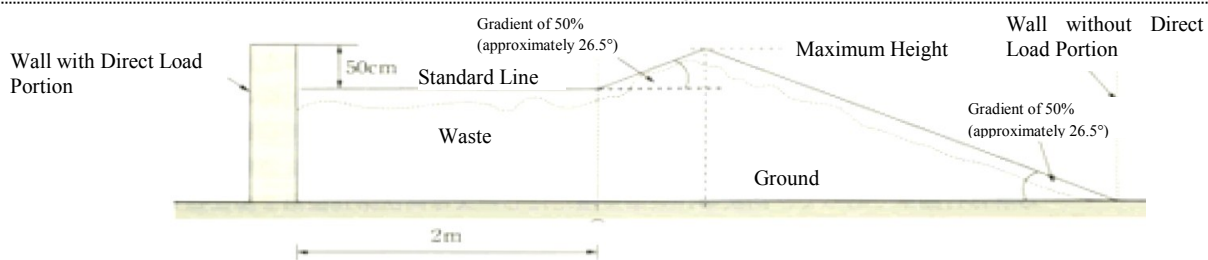 Wall with Direct Load
Portion
50cm
Standard Line
Waste
Gradient of 50%
(approximately 26.5°)
Maximum Height
Wall without Direct
Load Portion
Gradient of 50%
(approximately 26.5°)
Ground
2m